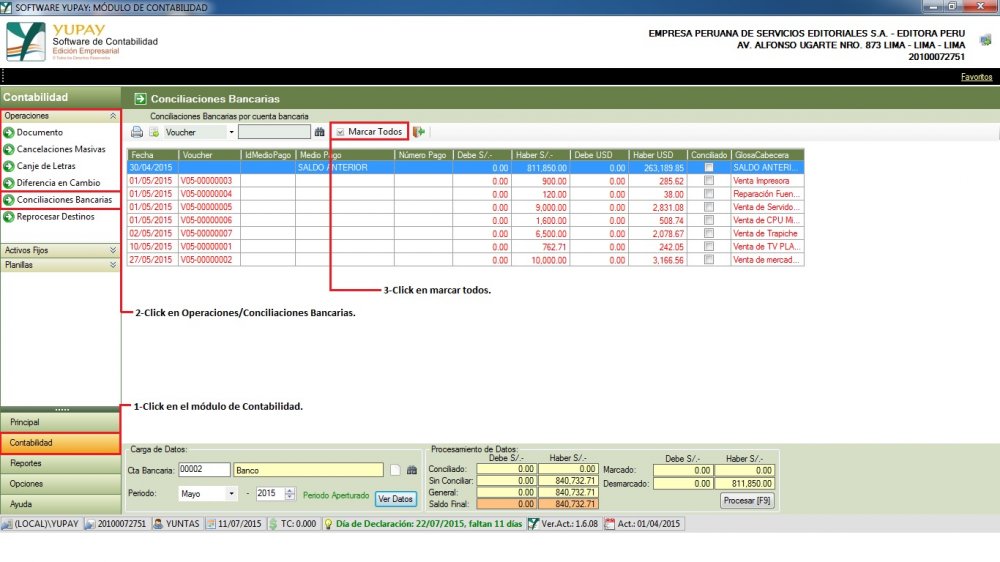 SOFTWARE YUPAY: MÓDULO DE CONTABILIDAD
YUPAY
Software de Contabilidad
Edición Empresarial
© Todos los Derechos Reservados
EMPRESA PERUANA DE SERVICIOS EDITORIALES S.A. - EDITORA PERU
AV. ALFONSO UGARTE NRO. 873 LIMA - LIMA - LIMA
20100072751
Favoritos
Contabilidad
Operaciones
Documento
Cancelaciones Masivas
Canje de Letras
Diferencia en Cambio
Conciliaciones Bancarias
Reprocesar Destinos
Activos Fijos
Planillas
Conciliaciones Bancarias
Conciliaciones Bancarias por cuenta bancaria
Voucher Marcar Todos
Fecha Voucher IdMedioPago Medio Pago Número Pago Debe S/.- Haber S/.- Debe USD Haber USD Conciliado GlosaCabecera
30/04/2015 SALDO ANTERIOR 0.00 811,850.00 0.00 263,189.85 SALDO ANTERI...
01/05/2015 V05-00000003 0.00 900.00 0.00 285.62 Venta Impresora
01/05/2015 V05-00000004 0.00 120.00 0.00 38.00 Reparación Fuen...
01/05/2015 V05-00000005 0.00 9,000.00 0.00 2,831.08 Venta de Servido...
01/05/2015 V05-00000006 0.00 1,600.00 0.00 508.74 Venta de CPU Mi...
02/05/2015 V05-00000007 0.00 6,500.00 0.00 2,078.67 Venta de Trapiche
10/05/2015 V05-00000001 0.00 762.71 0.00 242.05 Venta de TV PLA...
27/05/2015 V05-00000002 0.00 10,000.00 0.00 3,166.56 Venta de mercad...
3-Click en marcar todos.
2-Click en Operaciones/Conciliaciones Bancarias.
1-Click en el módulo de Contabilidad.
Principal
Contabilidad
Reportes
Opciones
Ayuda
Carga de Datos:
Cta Bancaria: 00002 Banco
Periodo: Mayo - 2015 Periodo Aperturado Ver Datos
Procesamiento de Datos:
Debe S/.- Haber S/.-
Conciliado: 0.00 0.00
Sin Conciliar: 0.00 840,732.71
General: 0.00 840,732.71
Saldo Final: 0.00 840,732.71
Debe S/.- Haber S/.-
Marcado: 0.00 0.00
Desmarcado: 0.00 811,850.00
Procesar [F9]
(LOCAL)\YUPAY 20100072751 YUNTAS 11/07/2015 TC: 0.000 Día de Declaración: 22/07/2015, faltan 11 días Ver.Act.: 1.6.08 Act.: 01/04/2015